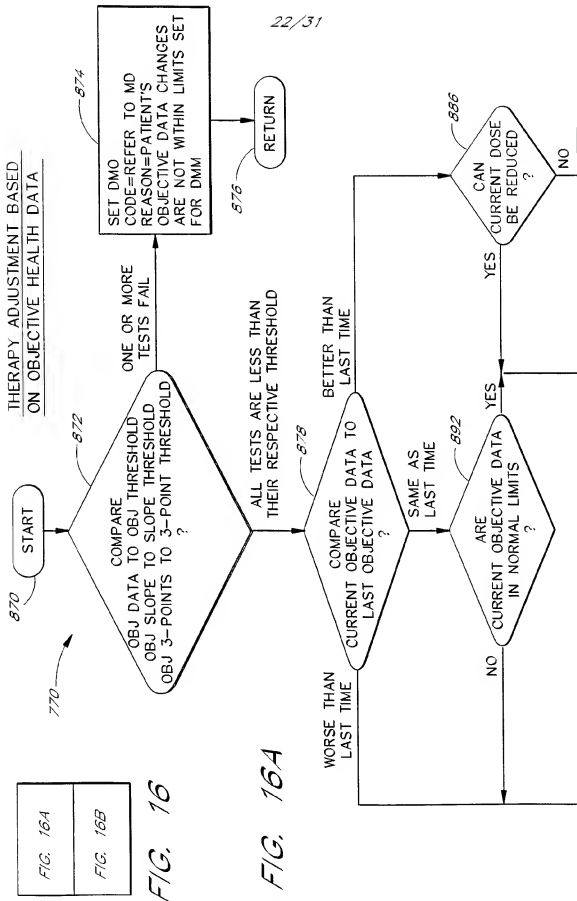 22/31
THERAPY ADJUSTMENT BASED
ON OBJECTIVE HEALTH DATA
FIG. 16A
FIG. 16B
FIG. 16
FIG. 16A
770
870
START
872
COMPARE
OBJ DATA TO OBJ THRESHOLD
OBJ SLOPE TO SLOPE THRESHOLD
OBJ 3-POINTS TO 3-POINT THRESHOLD
?
ONE OR MORE
TESTS FAIL
874
SET DMO
CODE=REFER TO MD
REASON=PATIENT'S
OBJECTIVE DATA CHANGES
ARE NOT WITHIN LIMITS SET
FOR DMM
876
RETURN
ALL TESTS ARE LESS THAN
THEIR RESPECTIVE THRESHOLD
878
COMPARE
CURRENT OBJECTIVE DATA TO
LAST OBJECTIVE DATA
?
WORSE THAN
LAST TIME
BETTER THAN
LAST TIME
SAME AS
LAST TIME
892
ARE
CURRENT OBJECTIVE DATA
IN NORMAL LIMITS
?
NO
YES
886
CAN
CURRENT DOSE
BE REDUCED
?
YES
NO